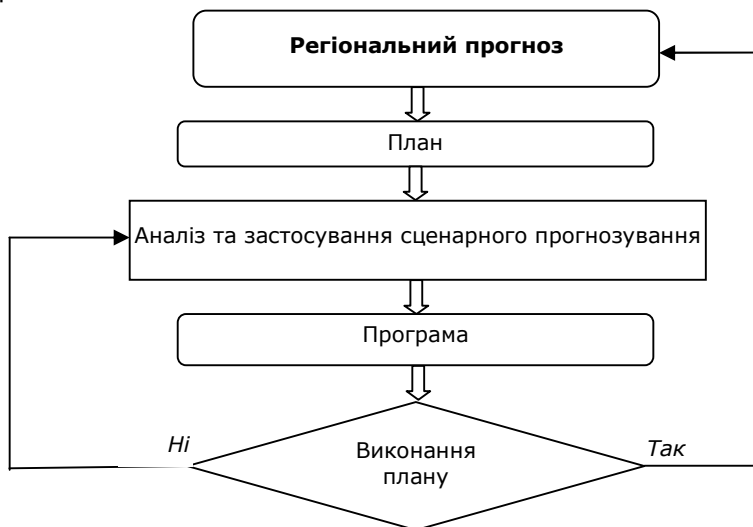 Регіональний прогноз
План
Аналіз та застосування сценарного прогнозування
Програма
Ні
Виконання
плану
Так